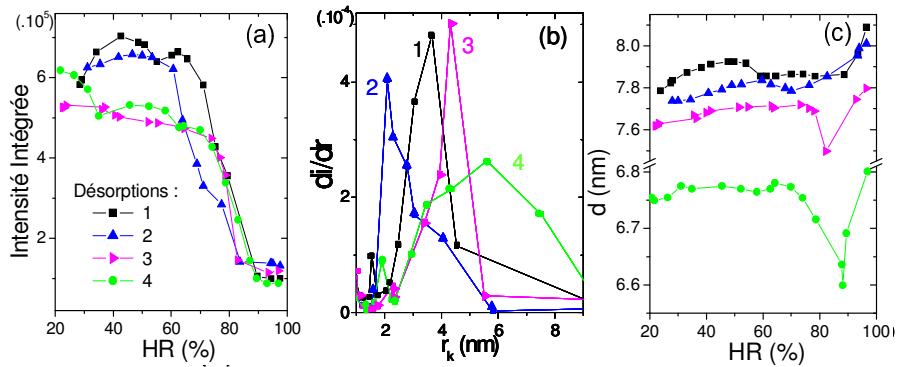 (.10⁵)
(a)
Intensité Intégrée
6
4
2
Désorptions :
1
2
3
4
20 40 60 80 100
HR (%)
(.10⁻⁴)
(b)
1
2
3
4
di/dr
4
2
0
2 4 6 8
rₖ (nm)
(c)
d (nm)
8.0
7.8
7.6
6.8
6.7
6.6
20 40 60 80 100
HR (%)